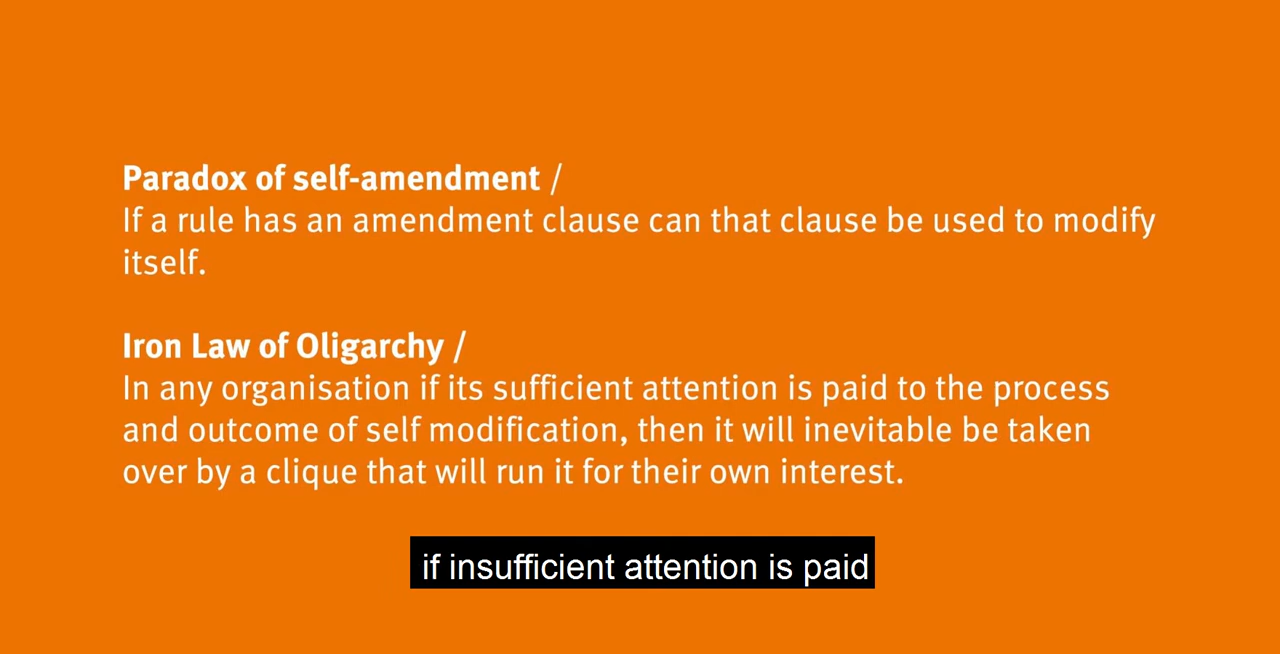 Paradox of self-amendment /
If a rule has an amendment clause can that clause be used to modify
itself.
Iron Law of Oligarchy /
In any organisation if its sufficient attention is paid to the process
and outcome of self modification, then it will inevitable be taken
over by a clique that will run it for their own interest.
if insufficient attention is paid